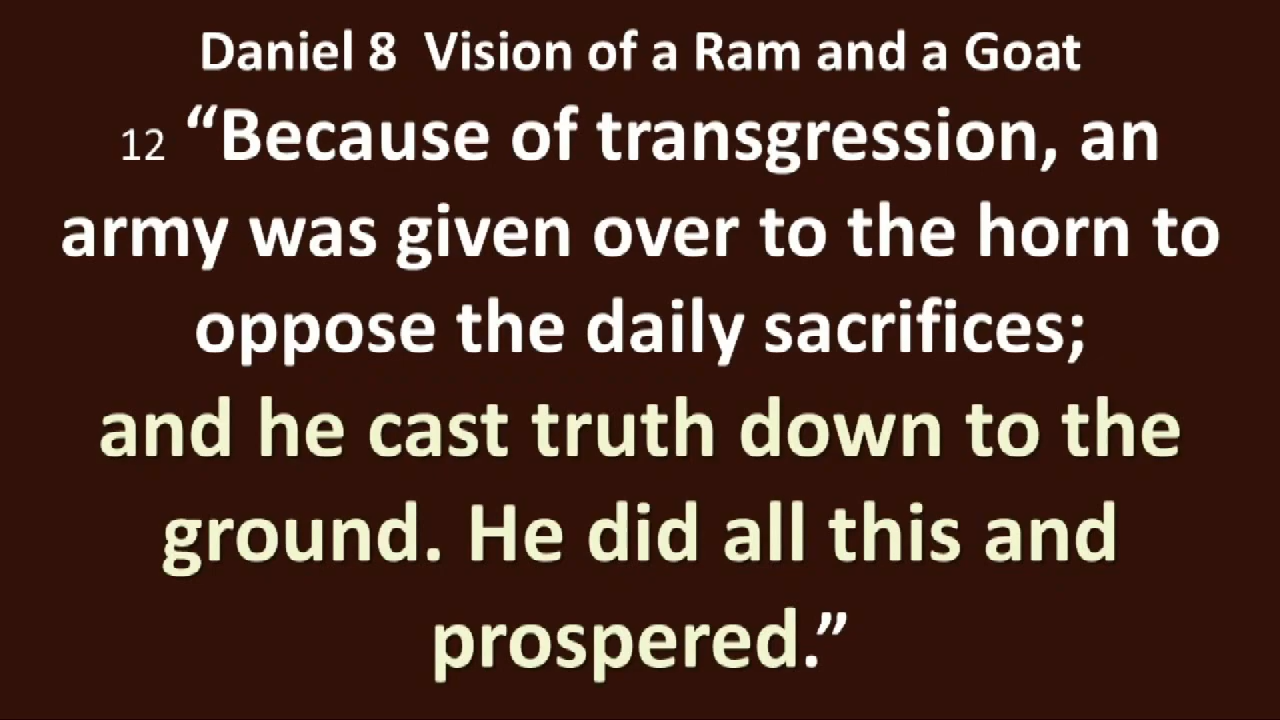 Daniel 8  Vision of a Ram and a Goat
12 “Because of transgression, an
army was given over to the horn to
oppose the daily sacrifices;
and he cast truth down to the
ground. He did all this and
prospered.”